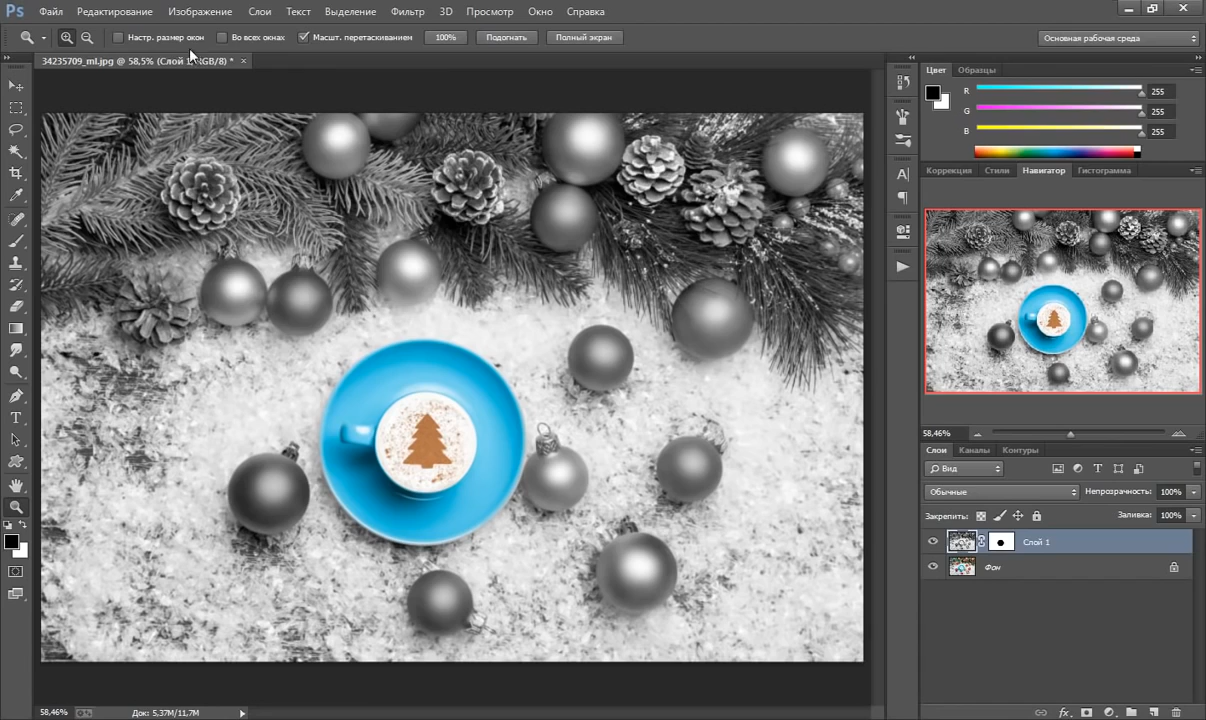 Ps Файл Редактирование Изображение Слои Текст Выделение Фильтр 3D Просмотр Окно Справка
Настр. размер окон Во всех окнах Масшт. перетаскиванием 100% Подогнать Полный экран Основная рабочая среда
34235709_ml.jpg @ 58,5% (Слой 1, RGB/8) * ×
Цвет Образцы
R 255
G 255
B 255
Коррекция Стили Навигатор Гистограмма
58,46%
Слои Каналы Контуры
Вид
Обычные Непрозрачность: 100%
Закрепить: Заливка: 100%
Слой 1
Фон
58,46% Док: 5,37M/11,7M